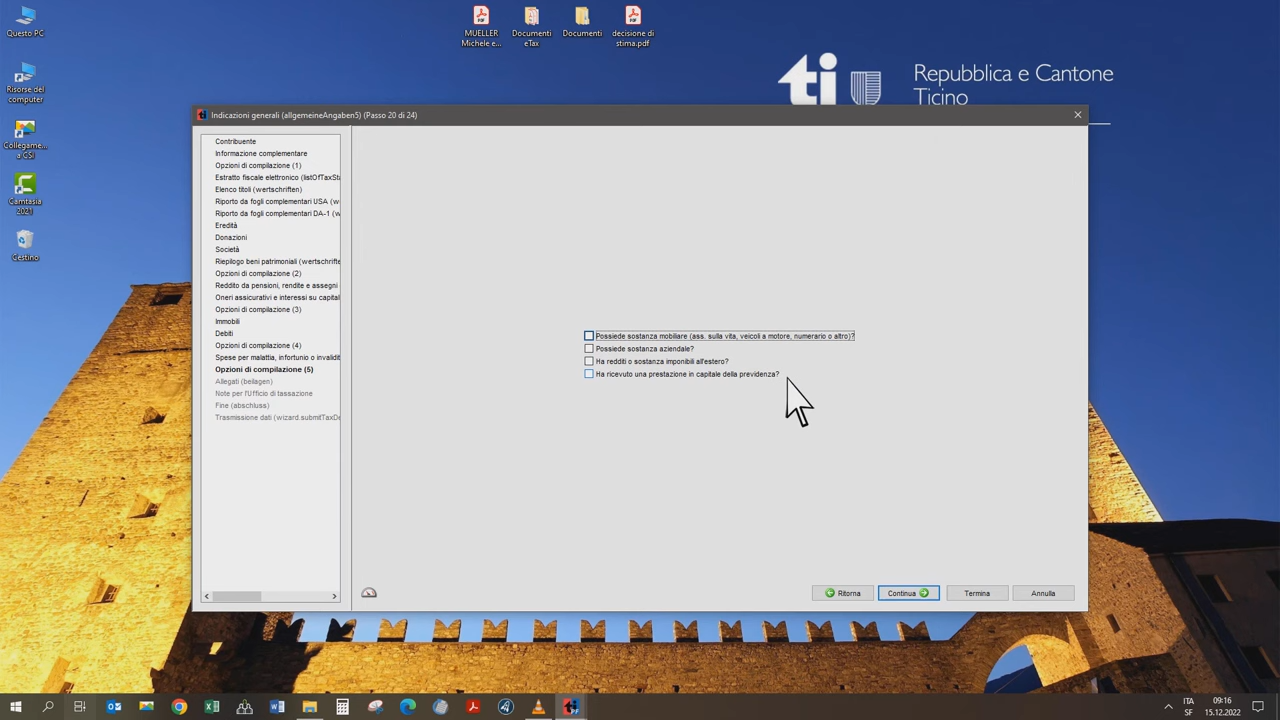 Questo PC
Risorse del
computer
Collegame...
a CSI
Camtasia
2021
Cestino
MUELLER
Michele e...
Documenti
eTax
Documenti
decisione di
stima.pdf
ti
Repubblica e Cantone
Ticino
Indicazioni generali (allgemeineAngaben5) (Passo 20 di 24)
Contribuente
Informazione complementare
Opzioni di compilazione (1)
Estratto fiscale elettronico (listOfTaxSta
Elenco titoli (wertschriften)
Riporto da fogli complementari USA (w
Riporto da fogli complementari DA-1 (w
Eredità
Donazioni
Società
Riepilogo beni patrimoniali (wertschrifte
Opzioni di compilazione (2)
Reddito da pensioni, rendite e assegni
Oneri assicurativi e interessi su capital
Opzioni di compilazione (3)
Immobili
Debiti
Opzioni di compilazione (4)
Spese per malattia, infortunio o invalidit
Opzioni di compilazione (5)
Allegati (beilagen)
Note per l'Ufficio di tassazione
Fine (abschluss)
Trasmissione dati (wizard.submitTaxDe
Possiede sostanza mobiliare (ass. sulla vita, veicoli a motore, numerario o altro)?
Possiede sostanza aziendale?
Ha redditi o sostanza imponibili all'estero?
Ha ricevuto una prestazione in capitale della previdenza?
Ritorna
Continua
Termina
Annulla
ITA
SF
09:16
15.12.2022